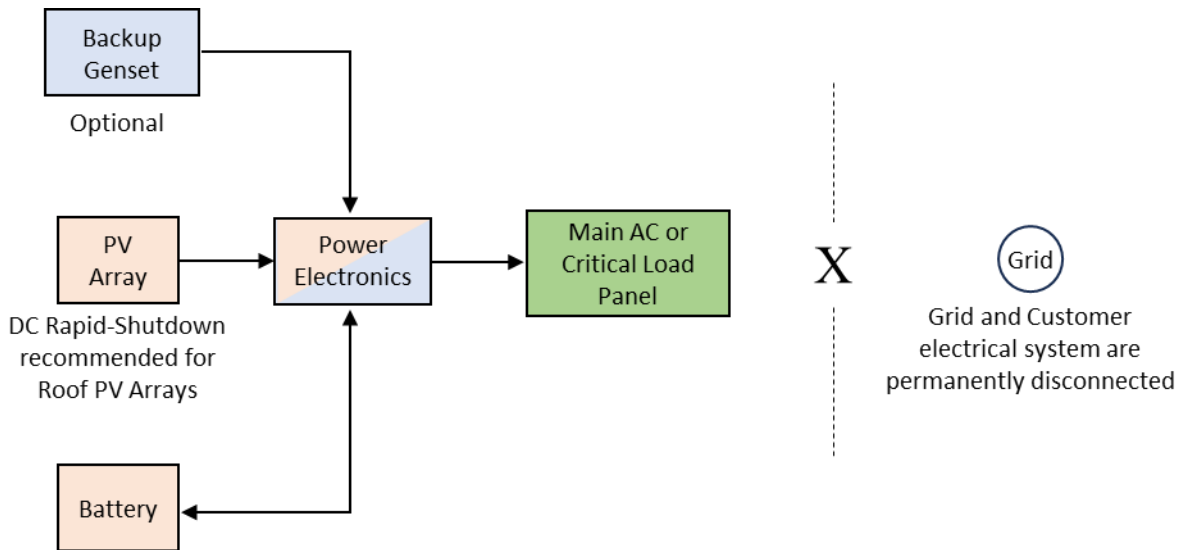 Backup
Genset
Optional
PV
Array
DC Rapid-Shutdown
recommended for
Roof PV Arrays
Battery
Power
Electronics
Main AC or
Critical Load
Panel
X
Grid
Grid and Customer
electrical system are
permanently disconnected